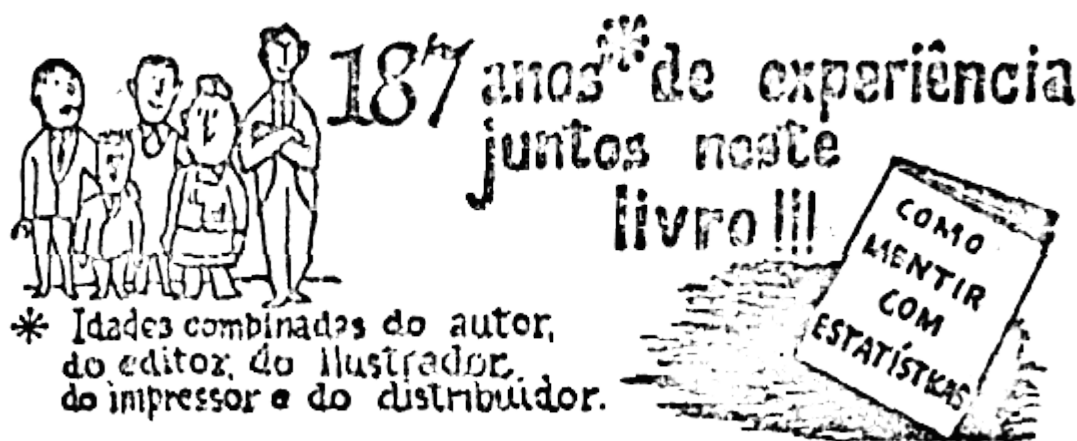 187 anos* de experiência
juntos neste
livro!!!
COMO
MENTIR
COM
ESTATÍSTICAS
* Idades combinadas do autor,
do editor, do ilustrador,
do impressor e do distribuidor.